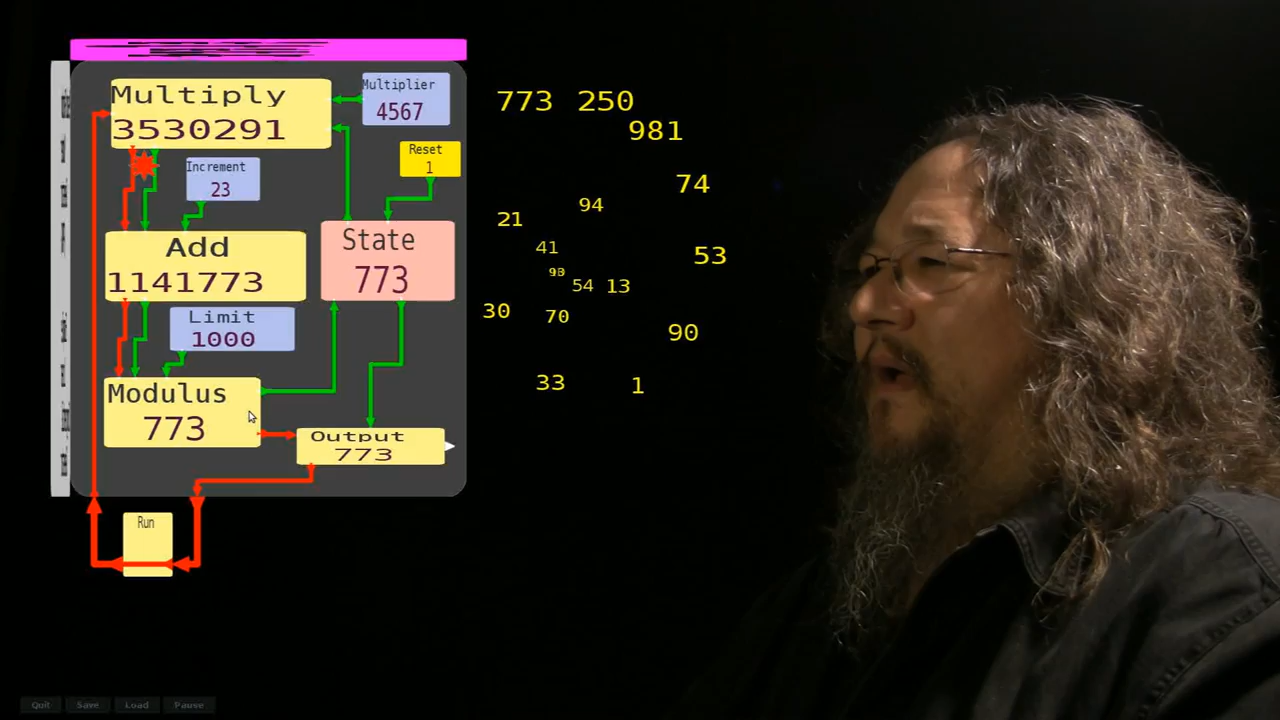 Multiply
3530291
Multiplier
4567
Reset
1
Increment
23
Add
1141773
State
773
Limit
1000
Modulus
773
Output
773
Run
773 250
981
74
94
21
41
53
90
54 13
30
70
90
33
1
Quit Save Load Pause